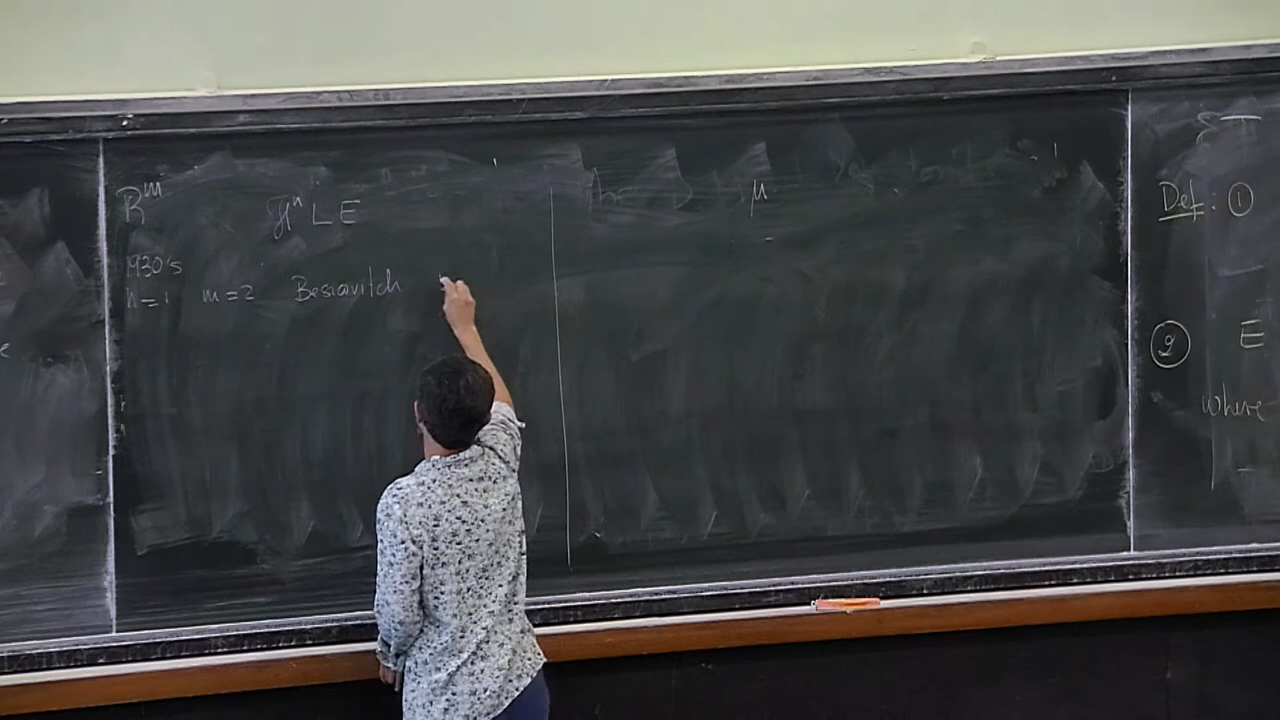 R^m
H^n L E
1930's
n=1 m=2 Besicovitch
μ
Def: ①
② E
where